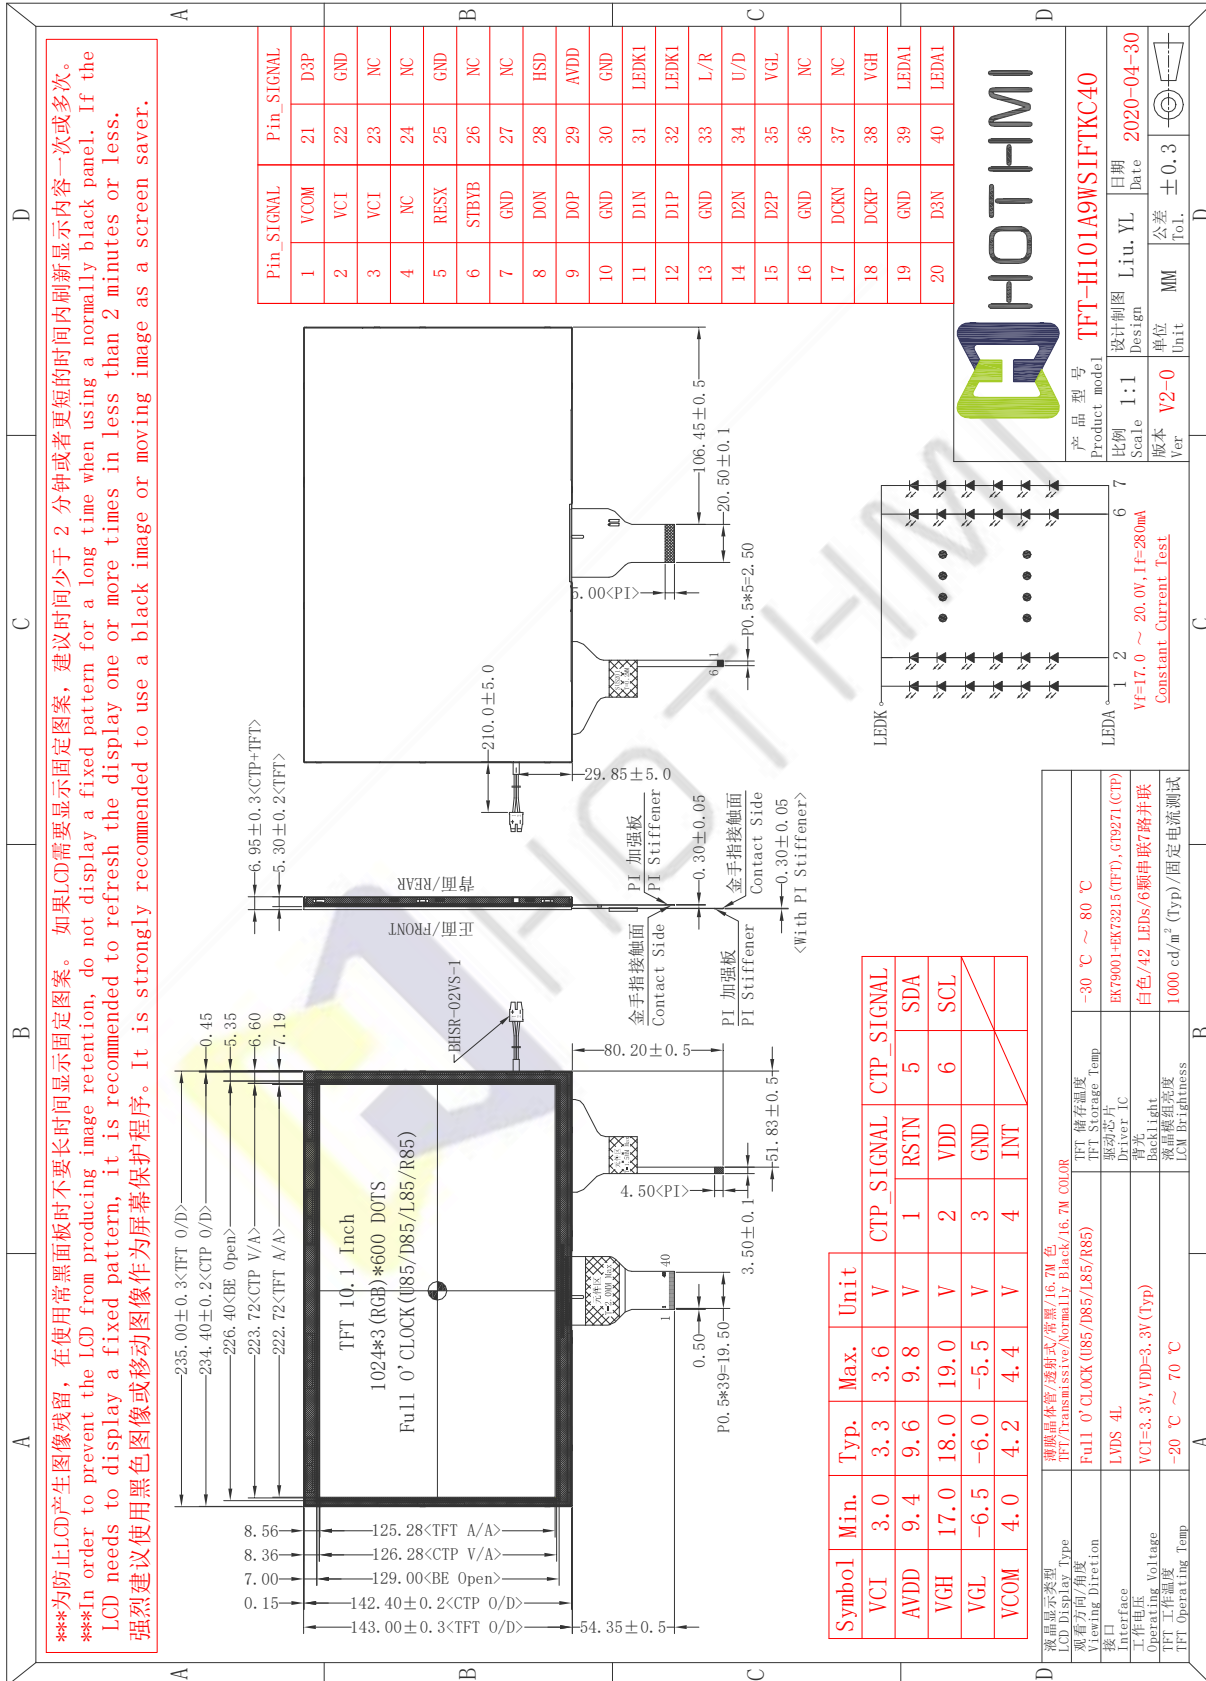 ***为防止LCD产生图像残留，在使用常黑面板时不要长时间显示固定图案。 如果LCD需要显示固定图案，建议时间少于 2 分钟或者更短的时间内刷新显示内容一次或多次。
***In order to prevent the LCD from producing image retention, do not display a fixed pattern for a long time when using a normally black panel. If the
LCD needs to display a fixed pattern, it is recommended to refresh the display one or more times in less than 2 minutes or less.
强烈建议使用黑色图像或移动图像作为屏幕保护程序。It is strongly recommended to use a black image or moving image as a screen saver.
A
B
C
D
235.00±0.3<TFT O/D>
234.40±0.2<CTP O/D>
226.40<BE Open>
223.72<CTP V/A>
222.72<TFT A/A>
0.45
5.35
6.60
7.19
8.56
8.36
7.00
0.15
125.28<TFT A/A>
126.28<CTP V/A>
129.00<BE Open>
142.40±0.2<CTP O/D>
143.00±0.3<TFT O/D>
54.35±0.5
TFT 10.1 Inch
1024*3(RGB)*600 DOTS
Full O'CLOCK(U85/D85/L85/R85)
BHSR-02VS-1
80.20±0.5
51.83±0.5
4.50<PI>
3.50±0.1
元件区
1
40
0.50
P0.5*39=19.50
6.95±0.3<CTP+TFT>
5.30±0.2<TFT>
背面/REAR
正面/FRONT
金手指接触面
Contact Side
PI 加强板
PI Stiffener
0.30±0.05
PI 加强板
PI Stiffener
金手指接触面
Contact Side
0.30±0.05
<With PI Stiffener>
210.0±5.0
29.85±5.0
106.45±0.5
20.50±0.1
5.00<PI>
P0.5*5=2.50
6
1
Pin_SIGNAL Pin_SIGNAL
1 VCOM 21 D3P
2 VCI 22 GND
3 VCI 23 NC
4 NC 24 NC
5 RESX 25 GND
6 STBYB 26 NC
7 GND 27 NC
8 D0N 28 HSD
9 D0P 29 AVDD
10 GND 30 GND
11 D1N 31 LEDK1
12 D1P 32 LEDK1
13 GND 33 L/R
14 D2N 34 U/D
15 D2P 35 VGL
16 GND 36 NC
17 DCKN 37 NC
18 DCKP 38 VGH
19 GND 39 LEDA1
20 D3N 40 LEDA1
Symbol Min. Typ. Max. Unit
VCI 3.0 3.3 3.6 V
AVDD 9.4 9.6 9.8 V
VGH 17.0 18.0 19.0 V
VGL -6.5 -6.0 -5.5 V
VCOM 4.0 4.2 4.4 V
CTP_SIGNAL CTP_SIGNAL
1 RSTN 5 SDA
2 VDD 6 SCL
3 GND
4 INT
LEDK
LEDA
1 2 6 7
Vf=17.0 ～ 20.0V,If=280mA
Constant Current Test
液晶显示类型
LCD Display Type
薄膜晶体管/透射式/常黑/16.7M 色
TFT/Transmissive/Normally Black/16.7M COLOR
观看方向/角度
Viewing Diretion
Full O'CLOCK(U85/D85/L85/R85)
接口
Interface
LVDS 4L
工作电压
Operating Voltage
VCI=3.3V,VDD=3.3V(Typ)
TFT 工作温度
TFT Operating Temp
-20 ℃ ～ 70 ℃
TFT 储存温度
TFT Storage Temp
-30 ℃ ～ 80 ℃
驱动芯片
Driver IC
EK79001+EK73215(TFT),GT9271(CTP)
背光
Backlight
白色/42 LEDs/6颗串联7路并联
液晶模组亮度
LCM Brightness
1000 cd/m² (Typ)/固定电流测试
HOTHMI
产 品 型 号
Product model
TFT-H101A9WSIFTKC40
比例
Scale
1:1
设计制图
Design
Liu.YL
日期
Date
2020-04-30
版本
Ver
V2-0
单位
Unit
MM
公差
Tol.
±0.3
A
B
C
D
HOTHMI